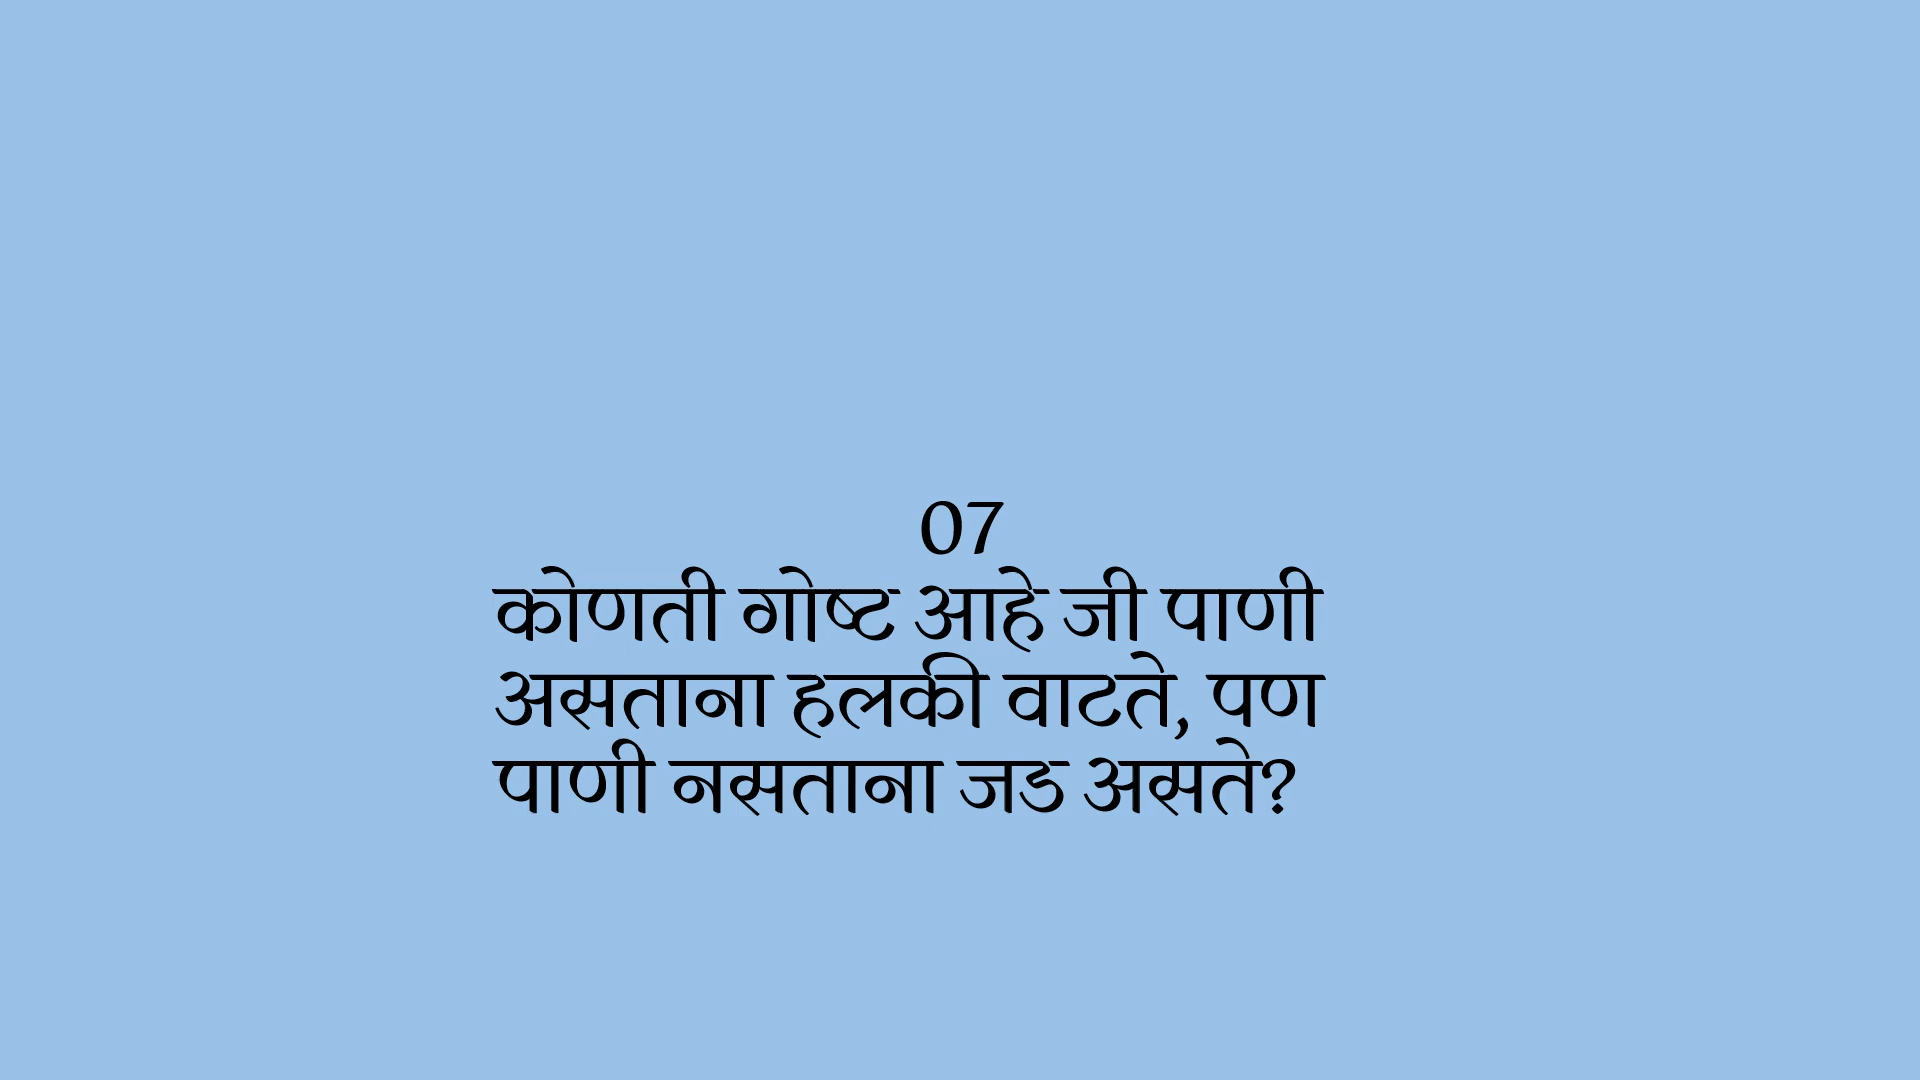 07
कोणती गोष्ट आहे जी पाणी
असताना हलकी वाटते, पण
पाणी नसताना जड असते?